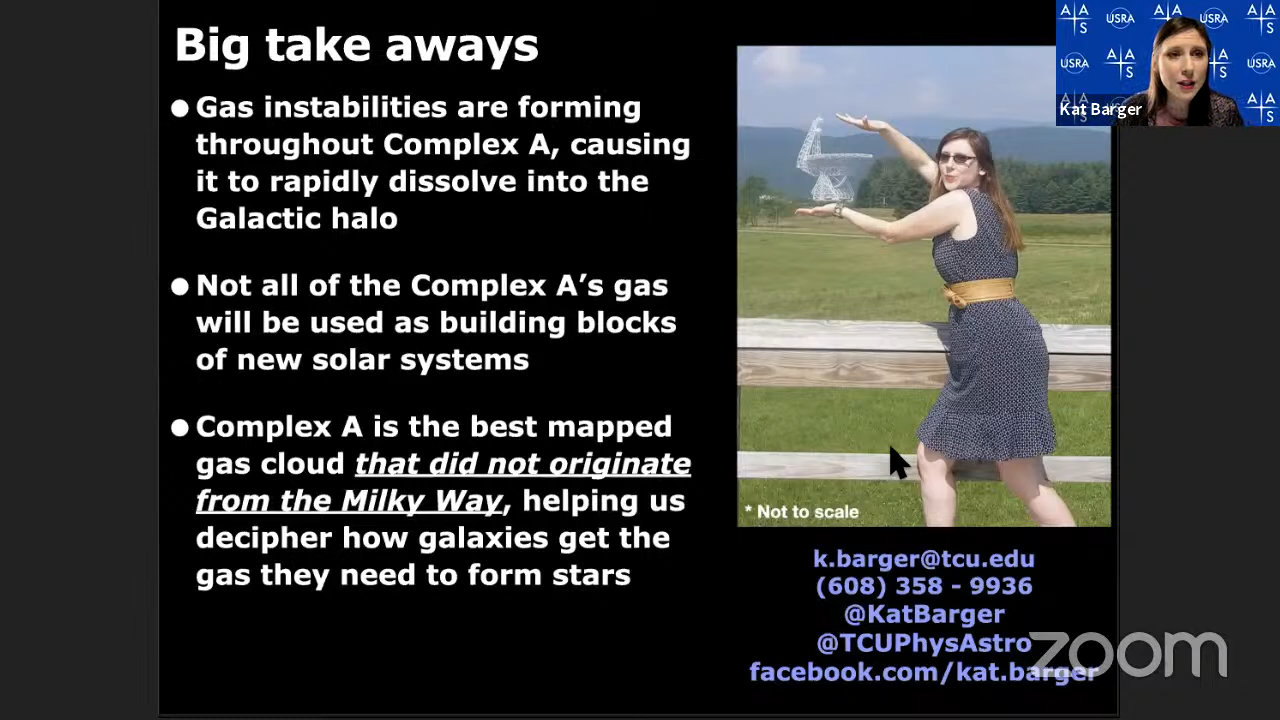 Big take aways
● Gas instabilities are forming
throughout Complex A, causing
it to rapidly dissolve into the
Galactic halo
● Not all of the Complex A’s gas
will be used as building blocks
of new solar systems
● Complex A is the best mapped
gas cloud that did not originate
from the Milky Way, helping us
decipher how galaxies get the
gas they need to form stars
* Not to scale
k.barger@tcu.edu
(608) 358 - 9936
@KatBarger
@TCUPhysAstro
facebook.com/kat.barger
A A S USRA A A S USRA A A S
USRA A A S A S USRA
Kat Barger
zoom